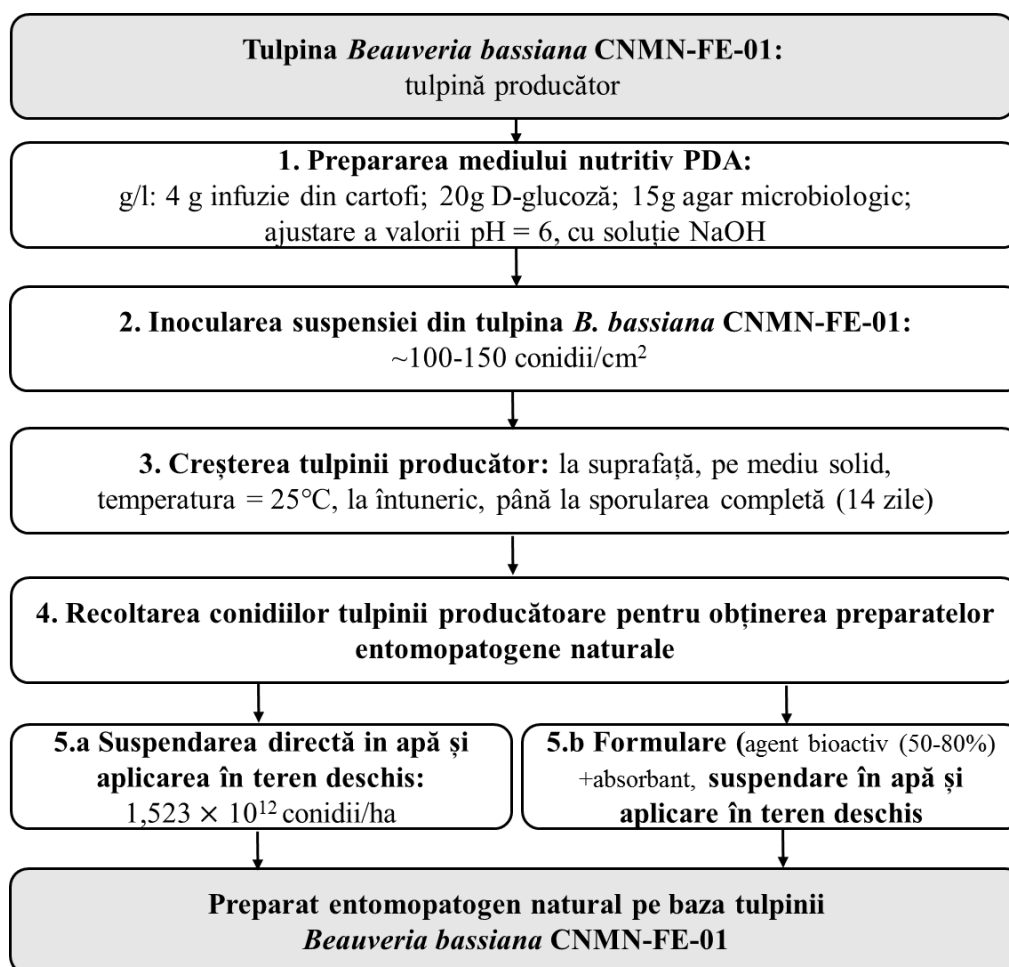 Tulpina Beauveria bassiana CNMN-FE-01:
tulpină producător
1. Prepararea mediului nutritiv PDA:
g/l: 4 g infuzie din cartofi; 20g D-glucoză; 15g agar microbiologic;
ajustare a valorii pH = 6, cu soluție NaOH
2. Inocularea suspensiei din tulpina B. bassiana CNMN-FE-01:
~100-150 conidii/cm²
3. Creșterea tulpinii producător: la suprafață, pe mediu solid,
temperatura = 25°C, la întuneric, până la sporularea completă (14 zile)
4. Recoltarea conidiilor tulpinii producătoare pentru obținerea preparatelor
entomopatogene naturale
5.a Suspendarea directă in apă și
aplicarea în teren deschis:
1,523 × 10¹² conidii/ha
5.b Formulare (agent bioactiv (50-80%)
+absorbant, suspendare în apă și
aplicare în teren deschis
Preparat entomopatogen natural pe baza tulpinii
Beauveria bassiana CNMN-FE-01